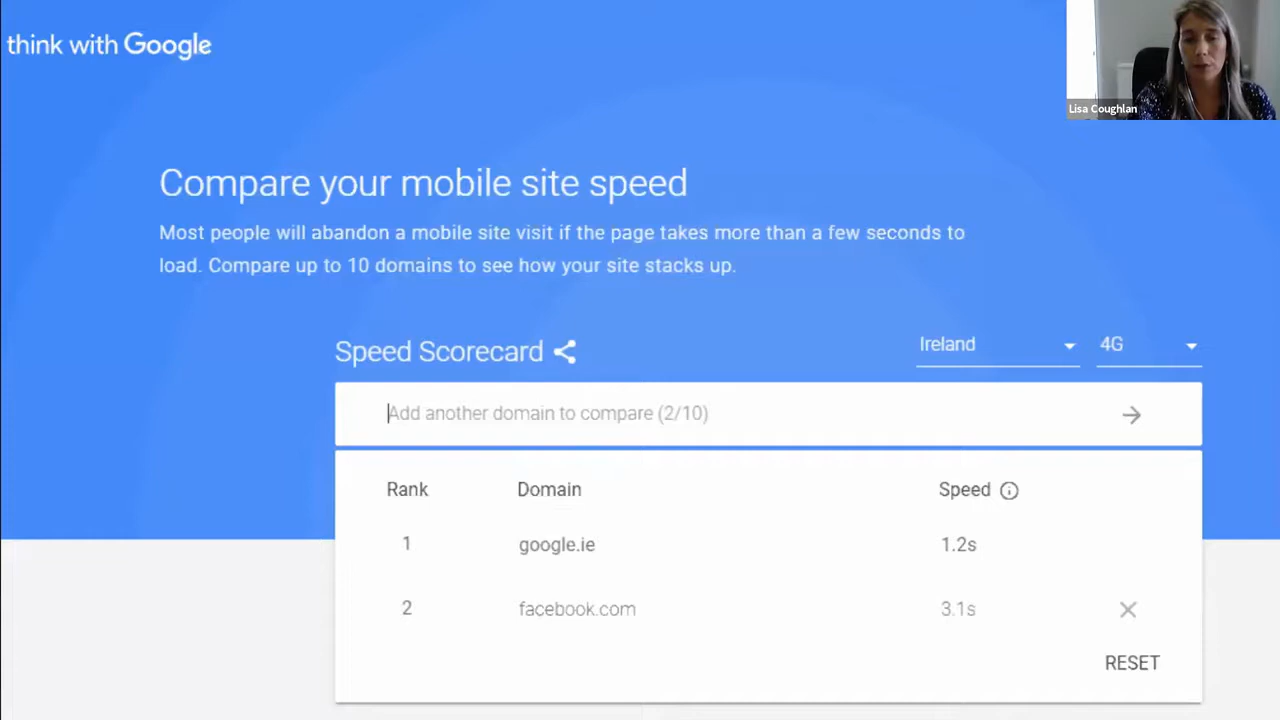 think with Google
Lisa Coughlan
Compare your mobile site speed
Most people will abandon a mobile site visit if the page takes more than a few seconds to
load. Compare up to 10 domains to see how your site stacks up.
Speed Scorecard
Ireland
4G
Add another domain to compare (2/10)
Rank Domain Speed
1 google.ie 1.2s
2 facebook.com 3.1s
RESET